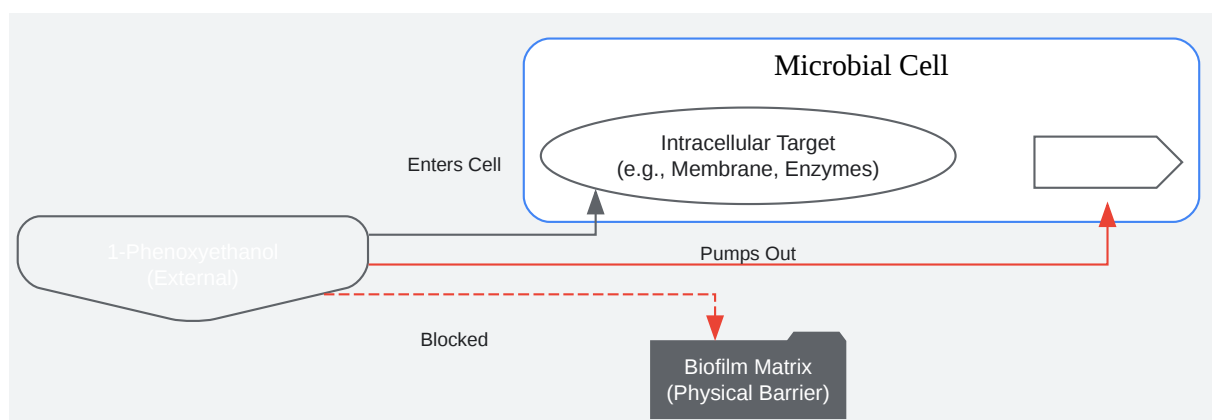 Microbial Cell
Intracellular Target
(e.g., Membrane, Enzymes)
Enters Cell
1-Phenoxyethanol
(External)
Pumps Out
Blocked
Biofilm Matrix
(Physical Barrier)